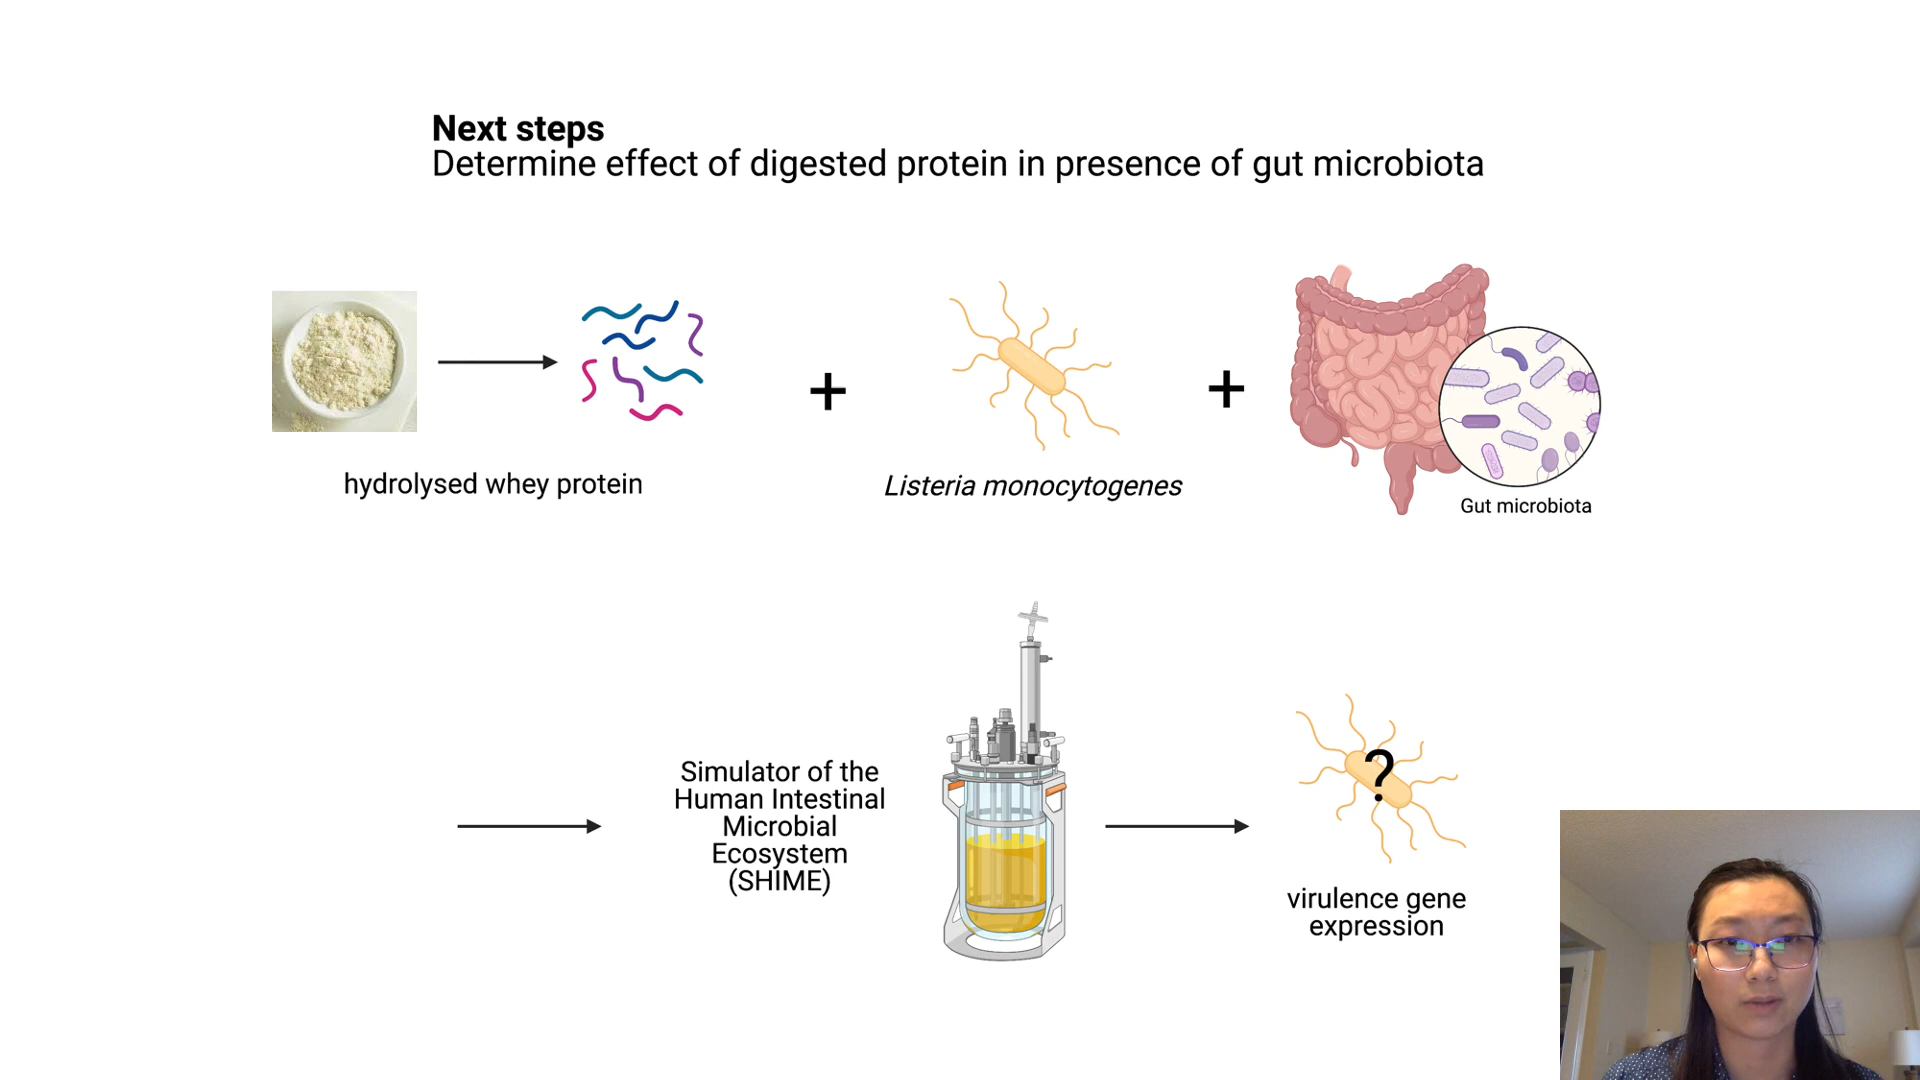 Next steps
Determine effect of digested protein in presence of gut microbiota
+
+
hydrolysed whey protein
Listeria monocytogenes
Gut microbiota
Simulator of the
Human Intestinal
Microbial
Ecosystem
(SHIME)
?
virulence gene
expression